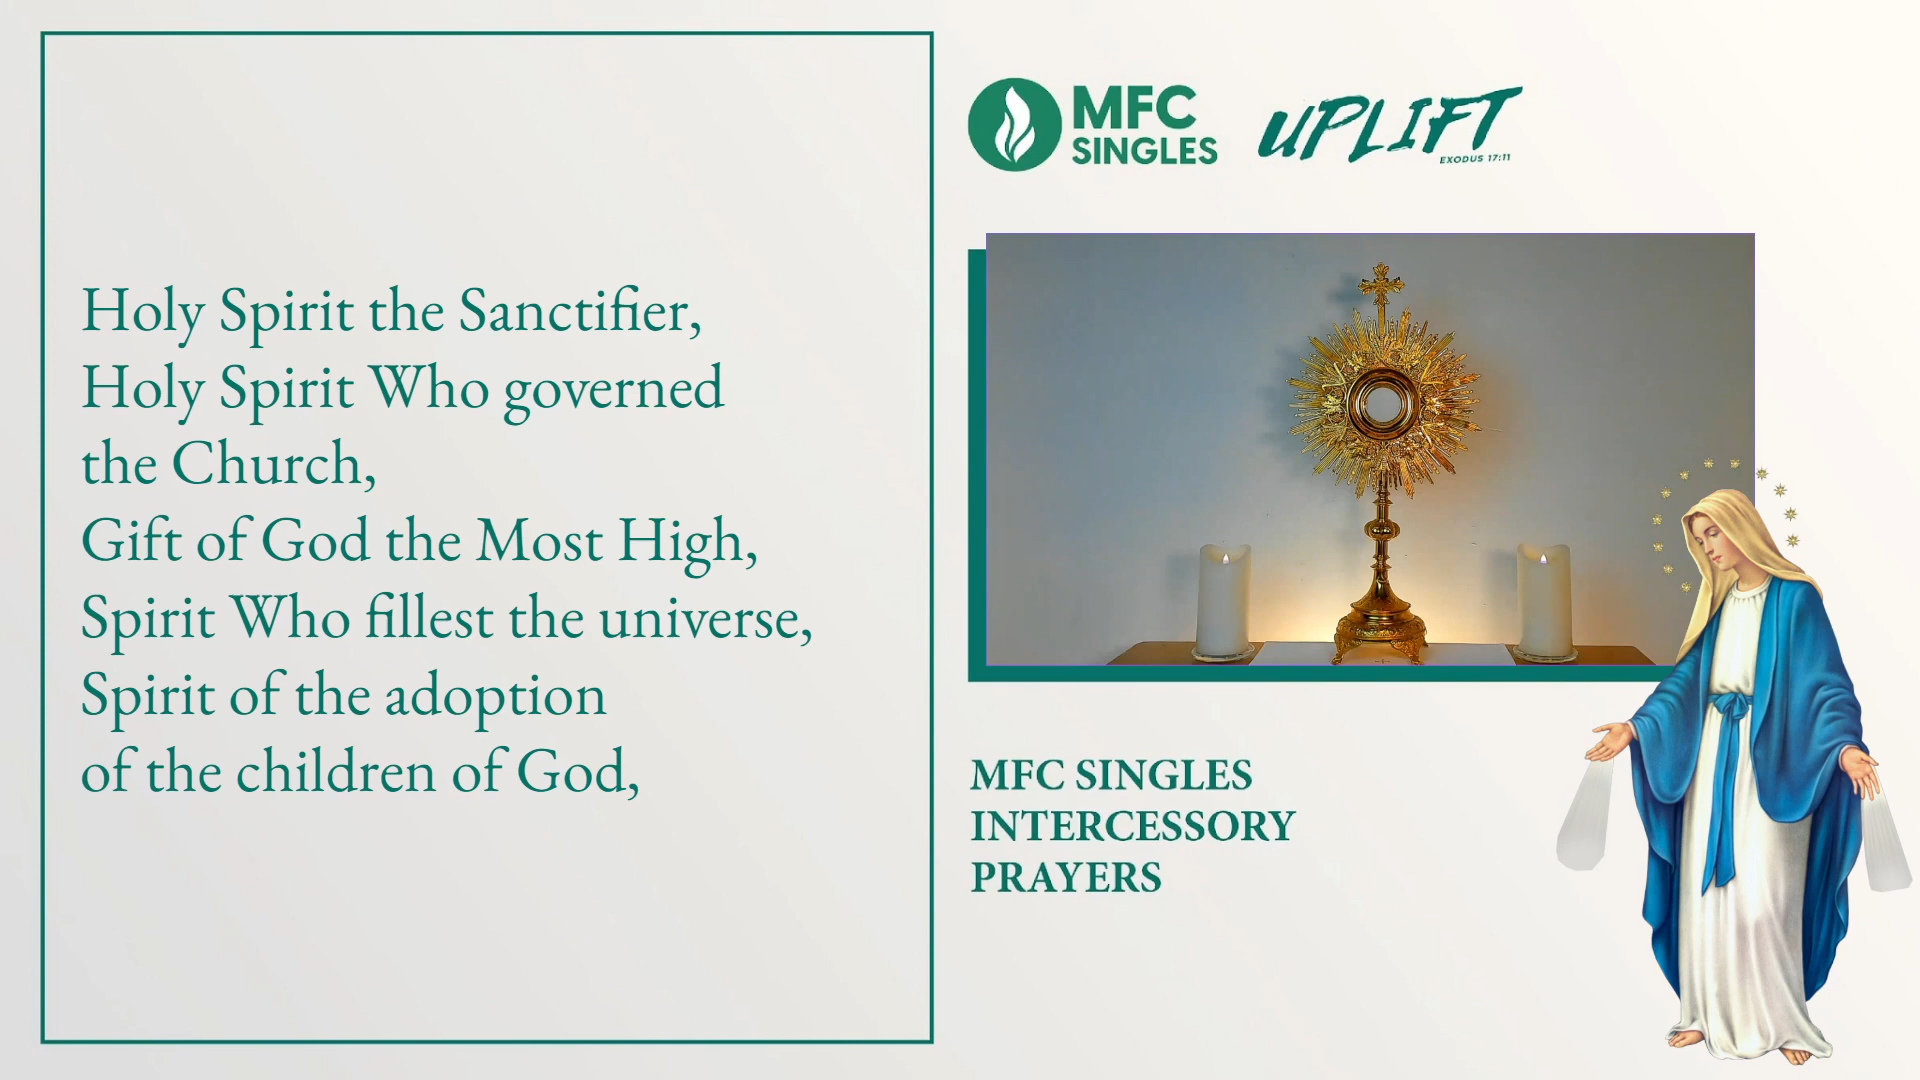 Holy Spirit the Sanctifier,
Holy Spirit Who governed
the Church,
Gift of God the Most High,
Spirit Who fillest the universe,
Spirit of the adoption
of the children of God,
MFC
SINGLES
UPLIFT
EXODUS 17:11
MFC SINGLES
INTERCESSORY
PRAYERS